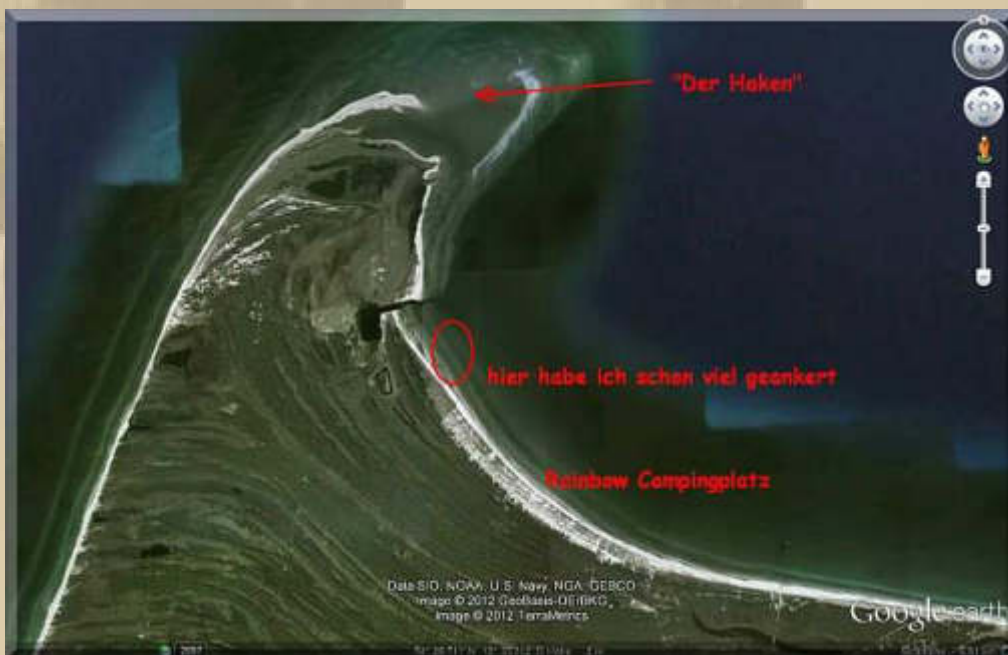 "Der Haken"
hier habe ich schon viel geankert
Rainbow Campingplatz
Data SIO, NOAA, U.S. Navy, NGA, GEBCO
Image © 2012 GeoBasis-DE/BKG
Image © 2012 TerraMetrics
Google earth